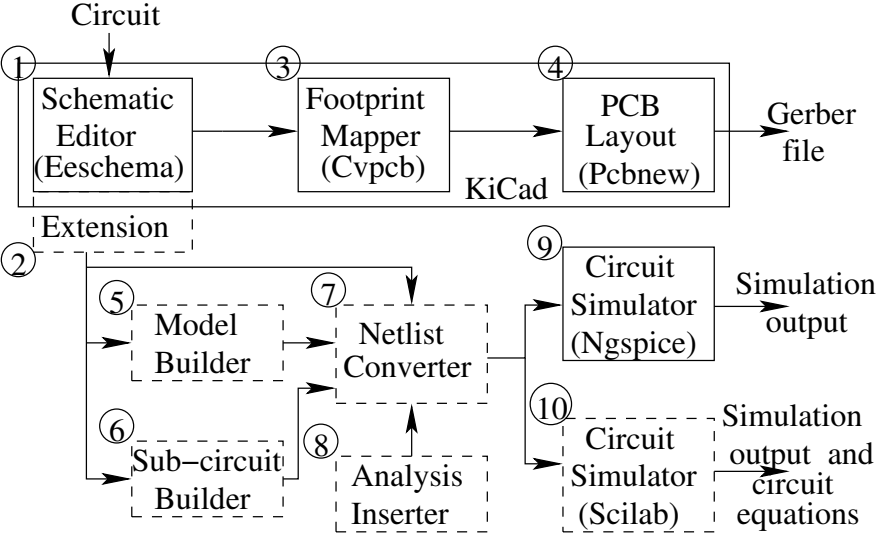 Circuit
1
Schematic
Editor
(Eeschema)
3
Footprint
Mapper
(Cvpcb)
4
PCB
Layout
(Pcbnew)
Gerber
file
KiCad
Extension
2
5
Model
Builder
6
Sub-circuit
Builder
7
Netlist
Converter
8
Analysis
Inserter
9
Circuit
Simulator
(Ngspice)
Simulation
output
10
Circuit
Simulator
(Scilab)
Simulation
output and
circuit
equations